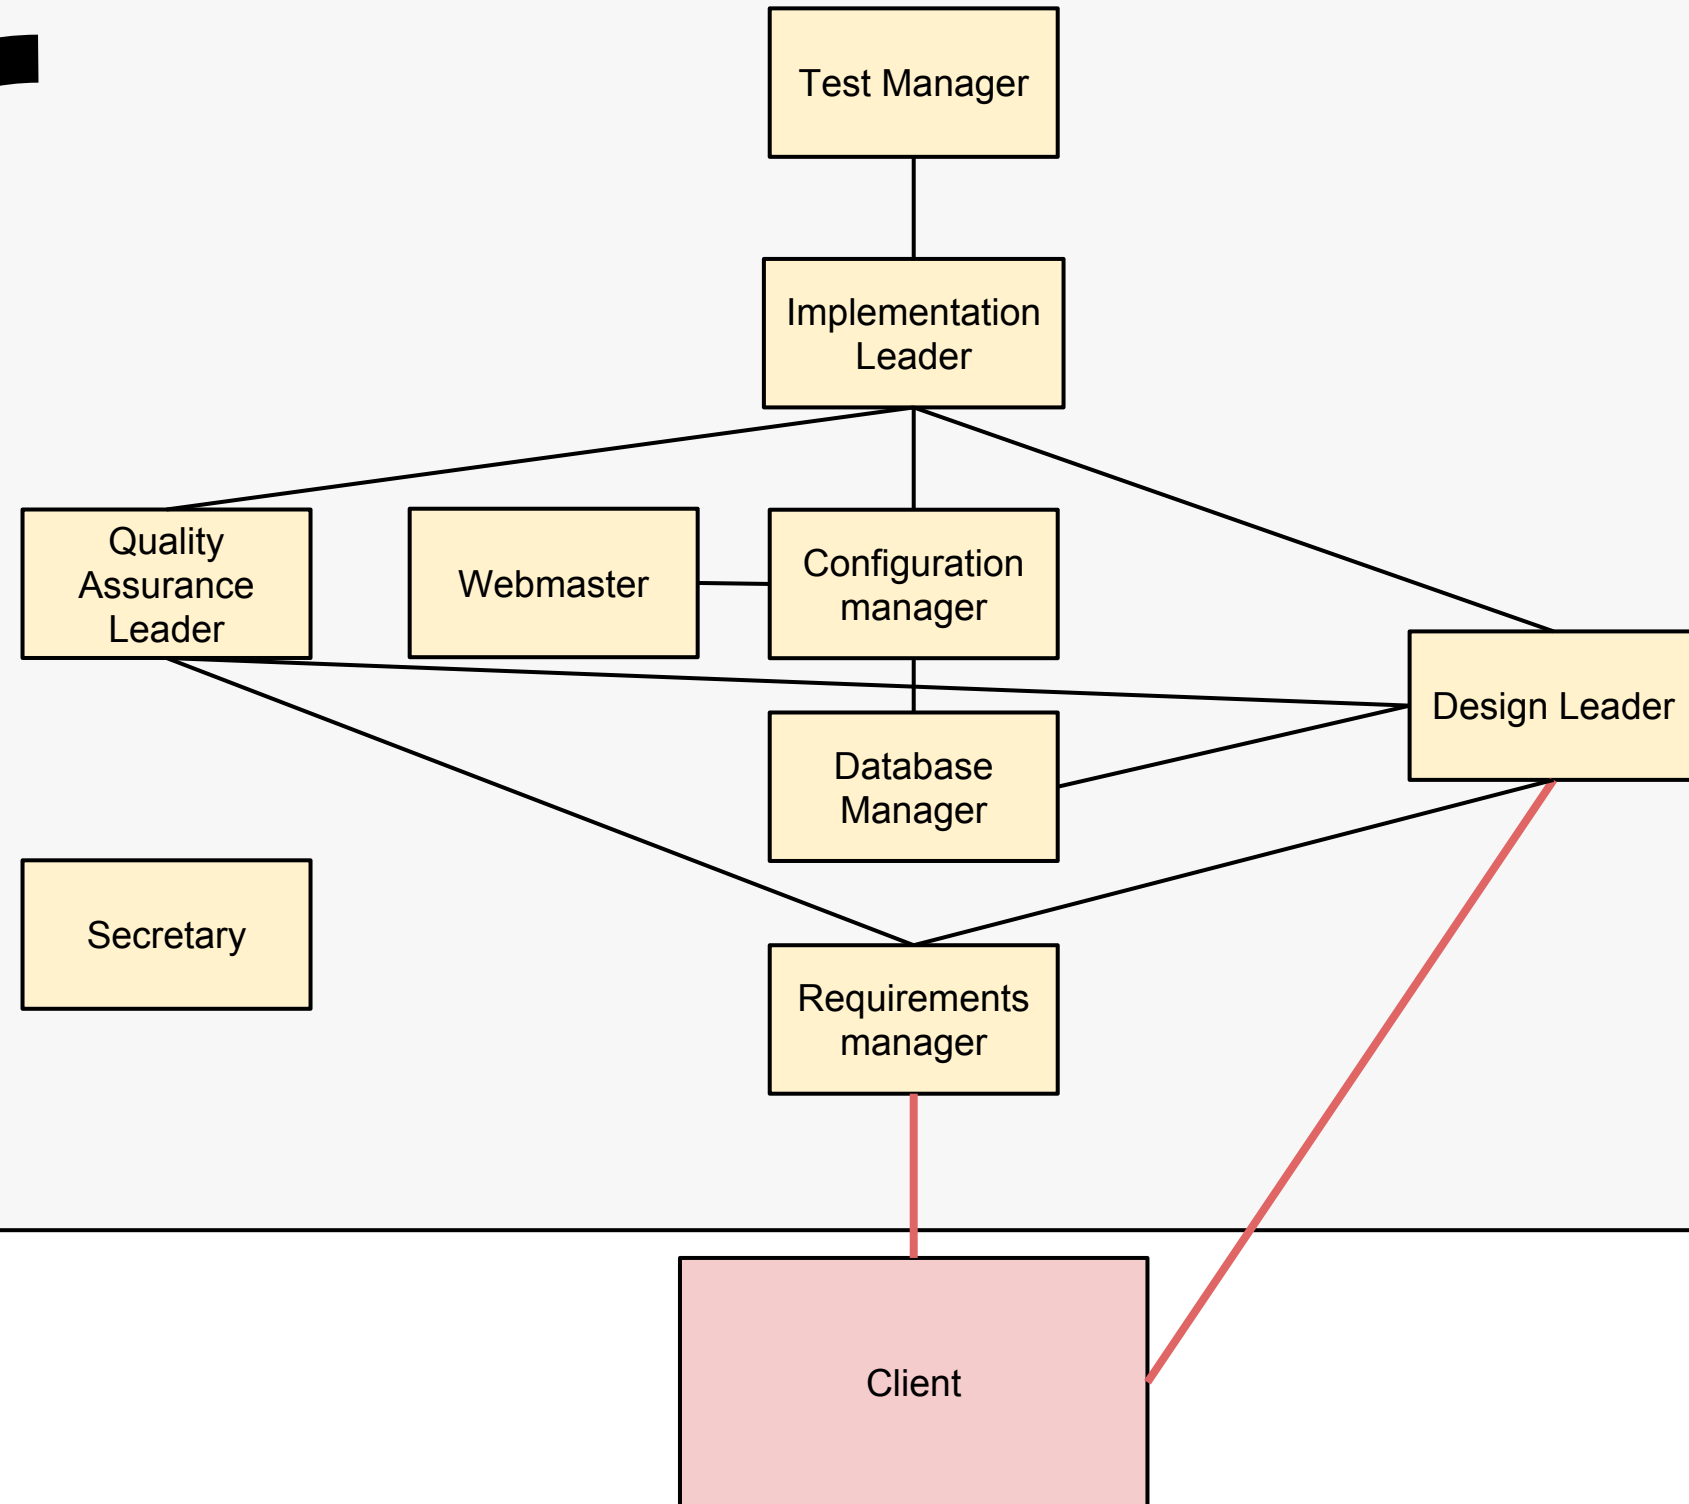 Test Manager
Implementation
Leader
Quality
Assurance
Leader
Webmaster
Configuration
manager
Design Leader
Database
Manager
Secretary
Requirements
manager
Client